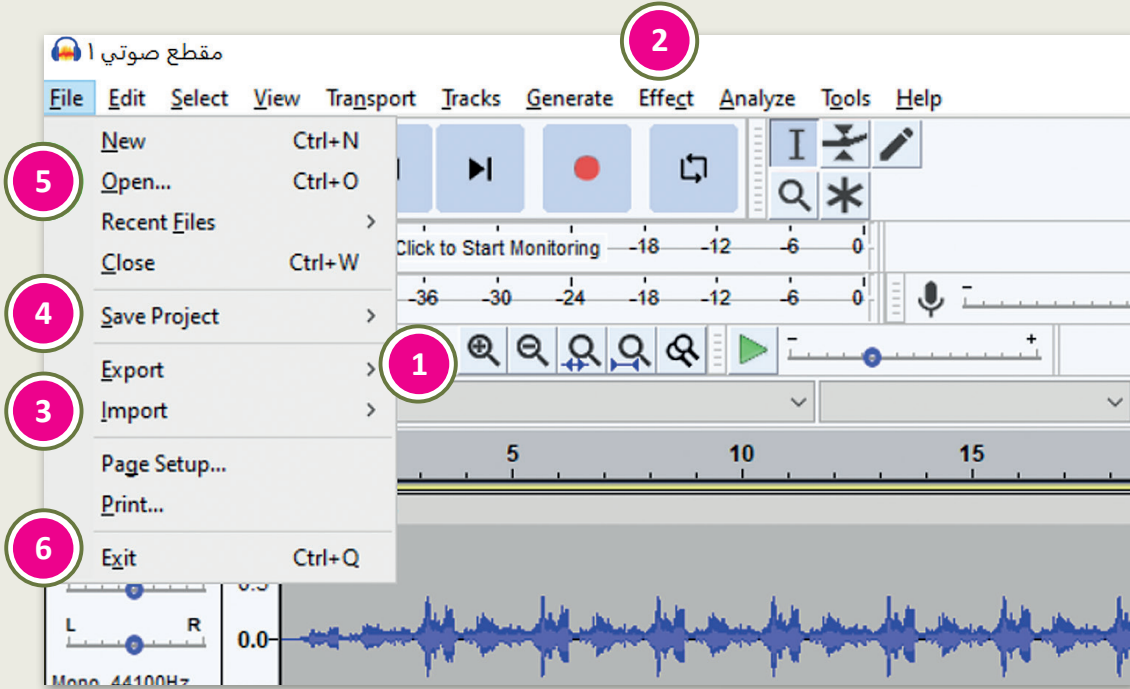 مقطع صوتي ١
2
File Edit Select View Transport Tracks Generate Effect Analyze Tools Help
New Ctrl+N
5
Open... Ctrl+O
Recent Files >
Close Ctrl+W
Click to Start Monitoring -18 -12 -6 0
-36 -30 -24 -18 -12 -6 0 - 
4
Save Project >
- +
1
Export >
3
Import >
5 10 15
Page Setup...
Print...
6
Exit Ctrl+Q
L R
0.0
Mono, 44100Hz